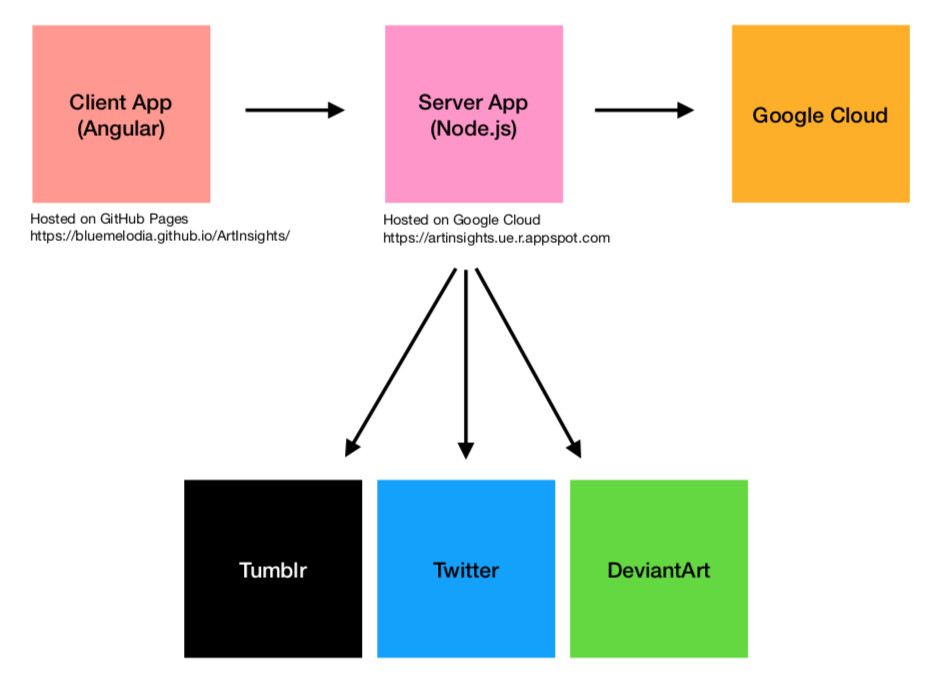 Client App
(Angular)
Server App
(Node.js)
Google Cloud
Hosted on GitHub Pages
https://bluemelodia.github.io/ArtInsights/
Hosted on Google Cloud
https://artinsights.ue.r.appspot.com
Tumblr
Twitter
DeviantArt